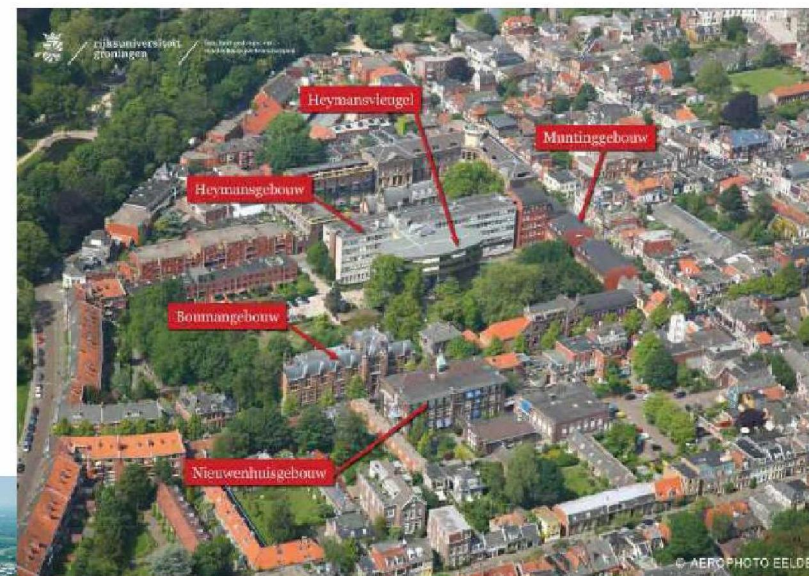 rijksuniversiteit
groningen
Heymansvleugel
Muntinggebouw
Heymansgebouw
Boumangebouw
Nieuwenhuisgebouw
© AEROPHOTO EELDE